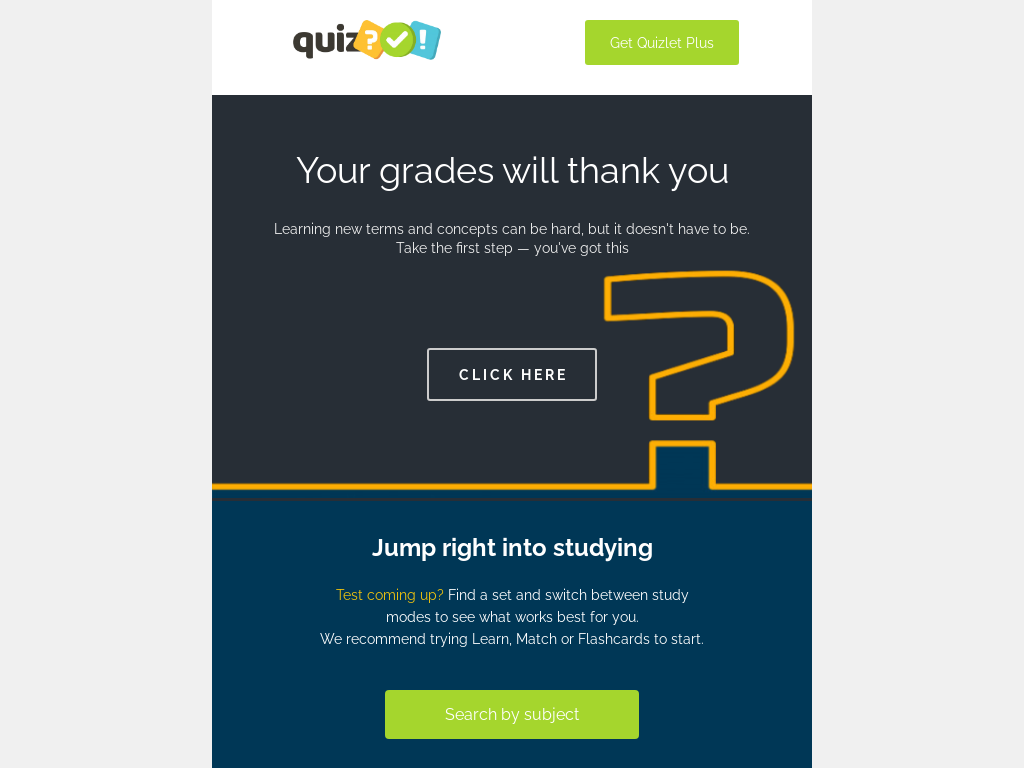 quiz?!
Get Quizlet Plus
Your grades will thank you
Learning new terms and concepts can be hard, but it doesn't have to be.
Take the first step — you've got this
?
CLICK HERE
Jump right into studying
Test coming up? Find a set and switch between study
modes to see what works best for you.
We recommend trying Learn, Match or Flashcards to start.
Search by subject